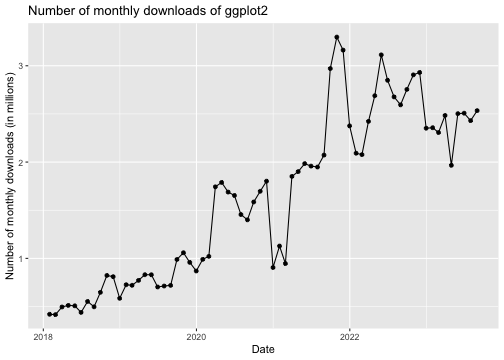 Number of monthly downloads of ggplot2
Number of monthly downloads (in millions)
3
2
1
2018
2020
2022
Date